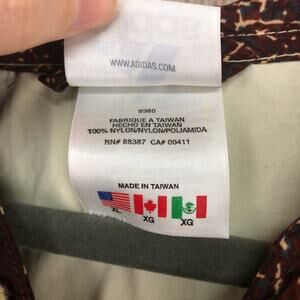 WWW.ADIDAS.COM
9380
FABRIQUE A TAIWAN
HECHO EN TAIWAN
100% NYLON/NYLON/POLIAMIDA
RN# 88387 CA# 00411
MADE IN TAIWAN
XL XG XG